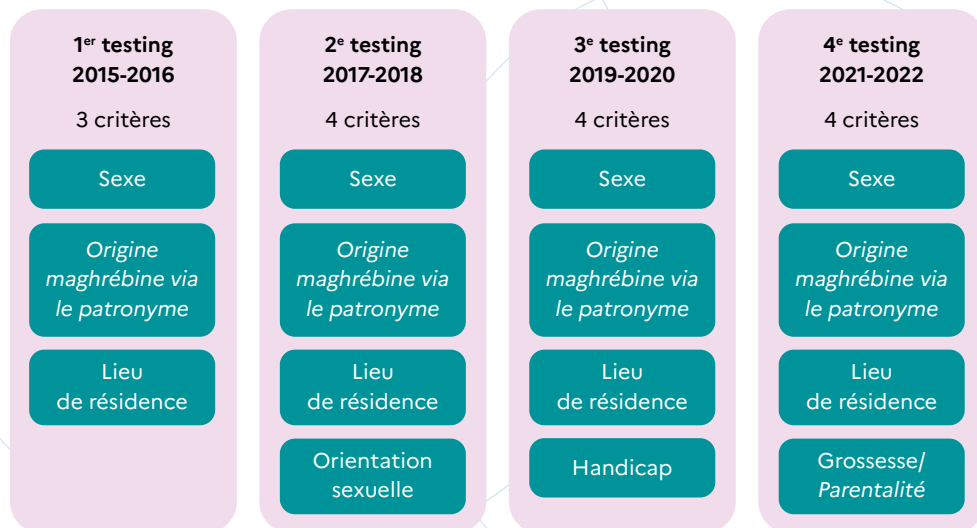 1er testing
2015-2016
3 critères
Sexe
Origine
maghrébine via
le patronyme
Lieu
de résidence
2e testing
2017-2018
4 critères
Sexe
Origine
maghrébine via
le patronyme
Lieu
de résidence
Orientation
sexuelle
3e testing
2019-2020
4 critères
Sexe
Origine
maghrébine via
le patronyme
Lieu
de résidence
Handicap
4e testing
2021-2022
4 critères
Sexe
Origine
maghrébine via
le patronyme
Lieu
de résidence
Grossesse/
Parentalité